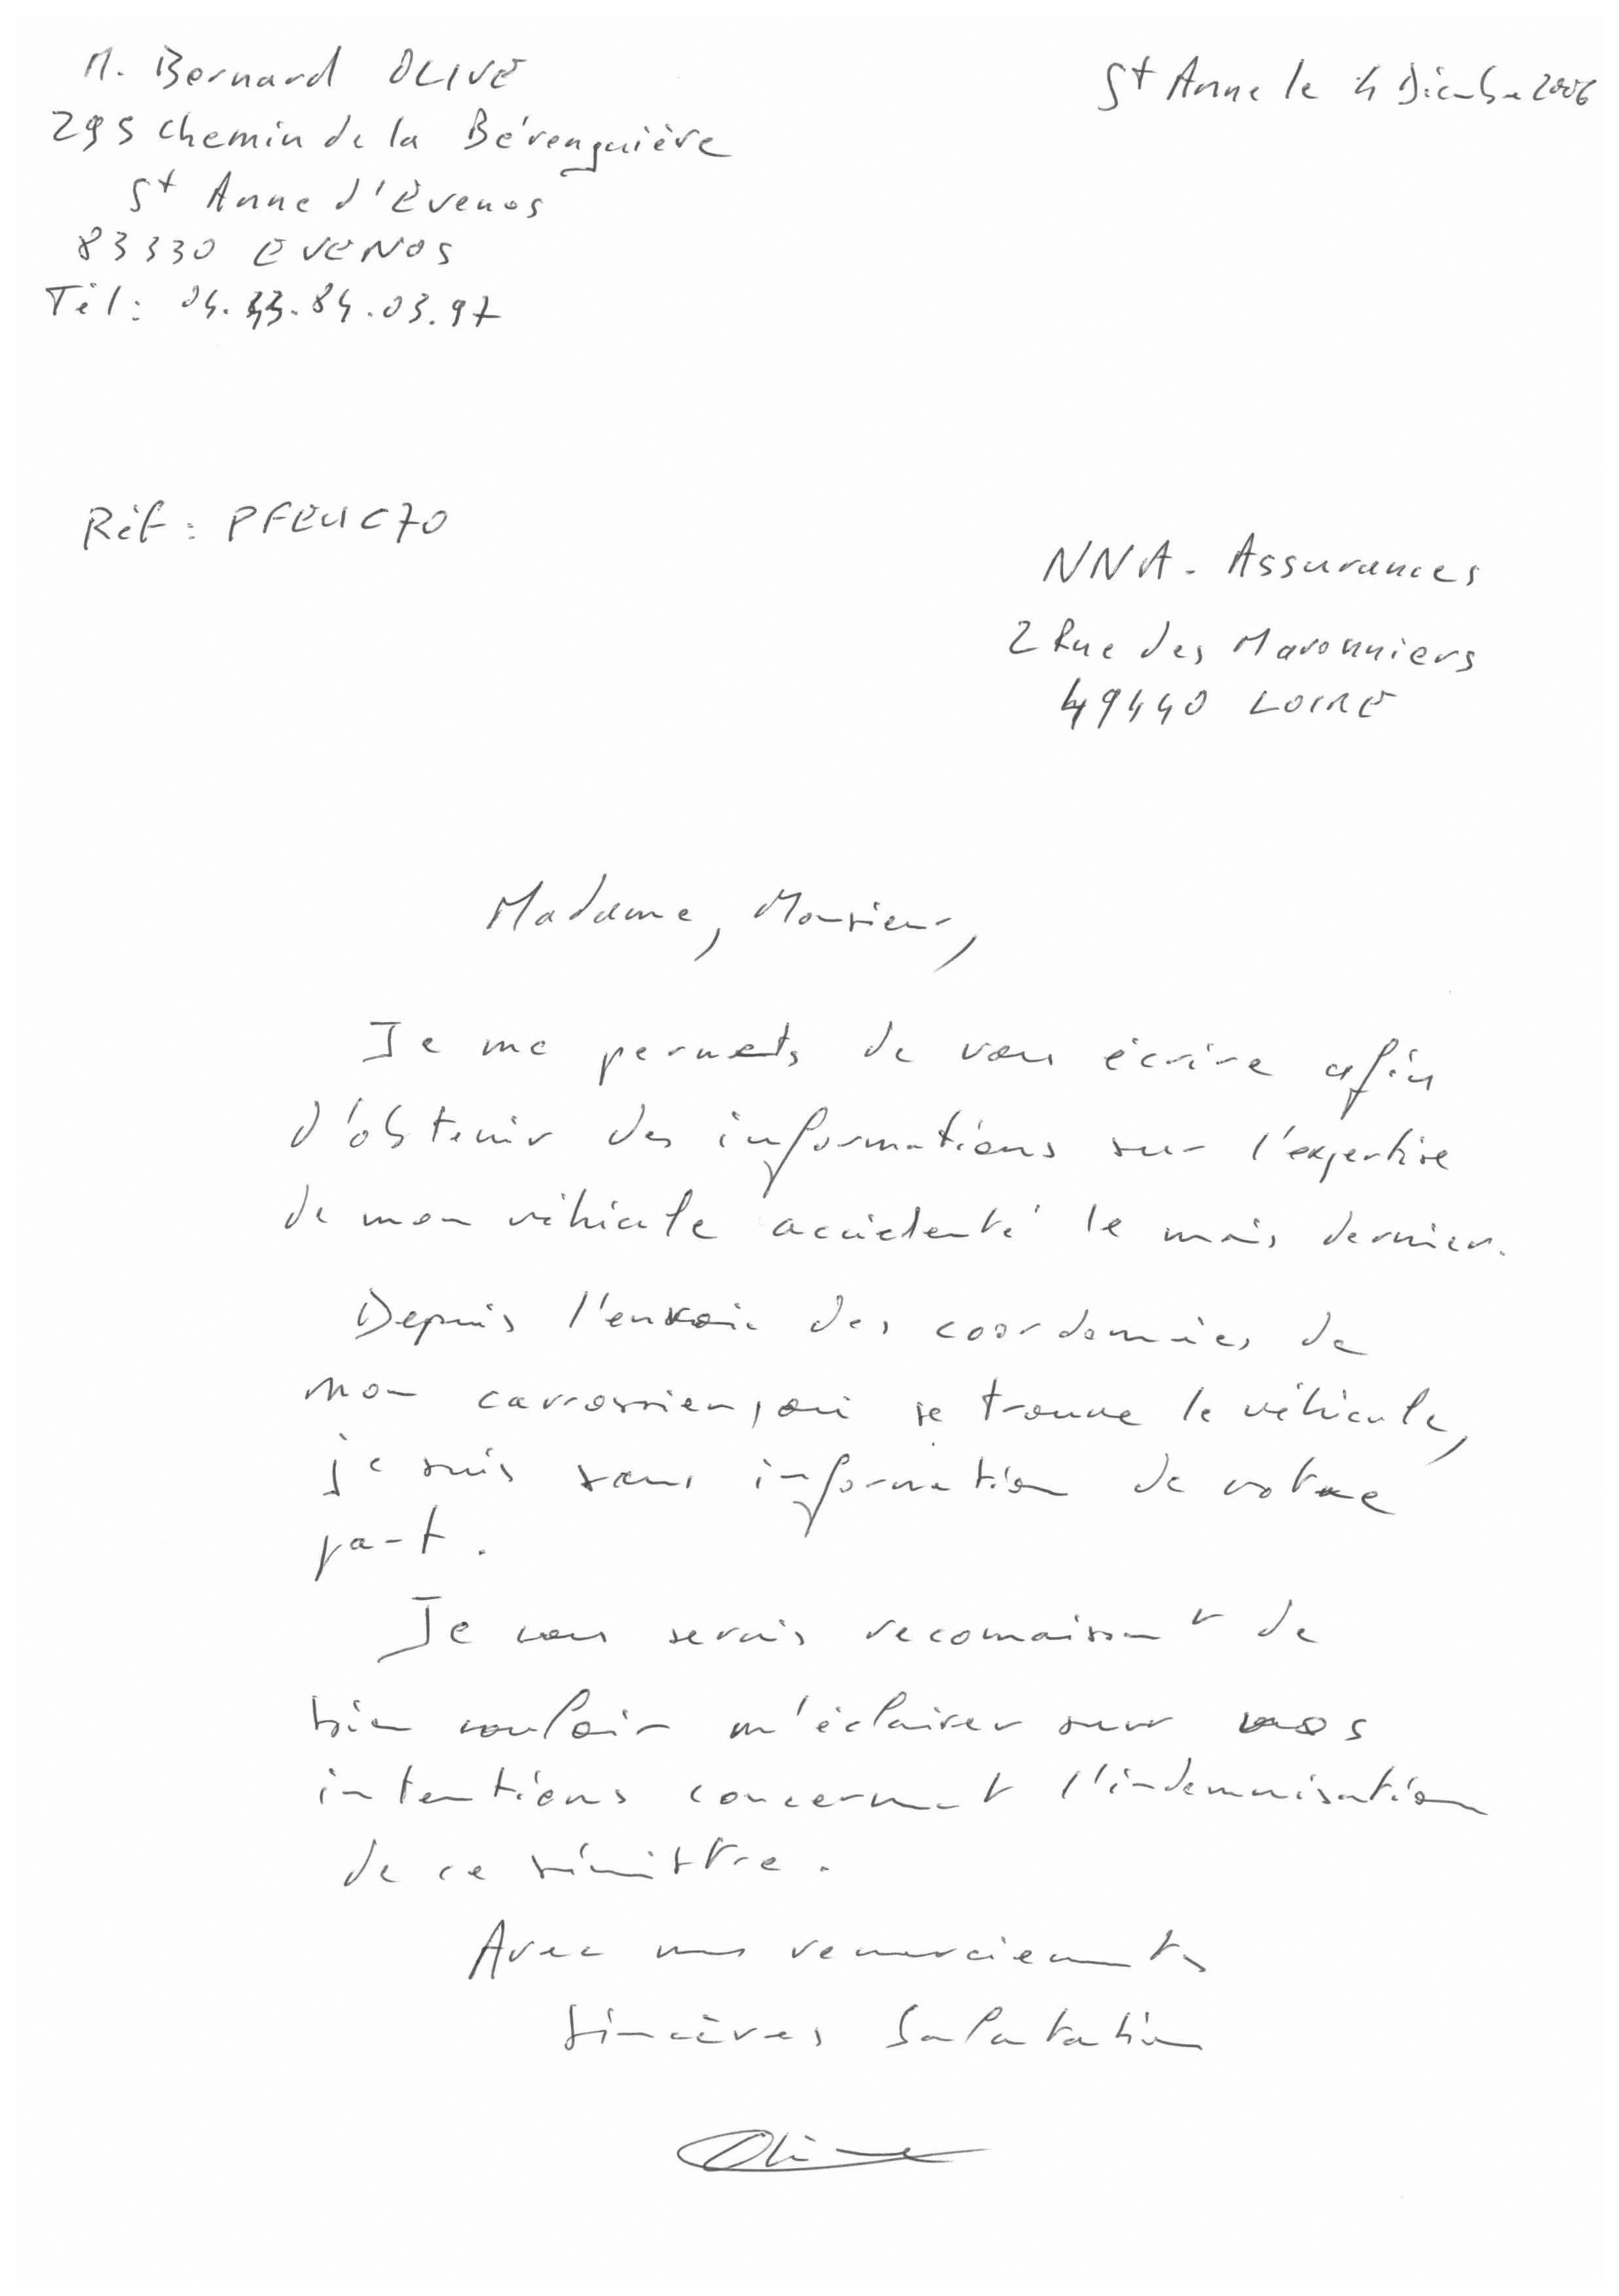 M. Bernard OLIVE
St Anne le 4 Décembre 2006
295 chemin de la Bérenguière
St Anne d'Evenos
83330 EVENOS
Tél : 04.33.84.03.97
Réf : PFEUC70
NNA - Assurances
2 Rue des Maronniers
49440 LOIRE
Madame, Monsieur,
Je me permets de vous écrire afin
d'obtenir des informations sur l'expertise
de mon véhicule accidenté le mois dernier.
Depuis l'envoie des coordonnées de
mon carrossier, où se trouve le véhicule,
je suis sans information de votre
part.
Je vous serais reconnaissant de
bien vouloir m'éclairer sur vos
intentions concernant l'indemnisation
de ce sinistre.
Avec mes remerciements
Sincères Salutation
Olive